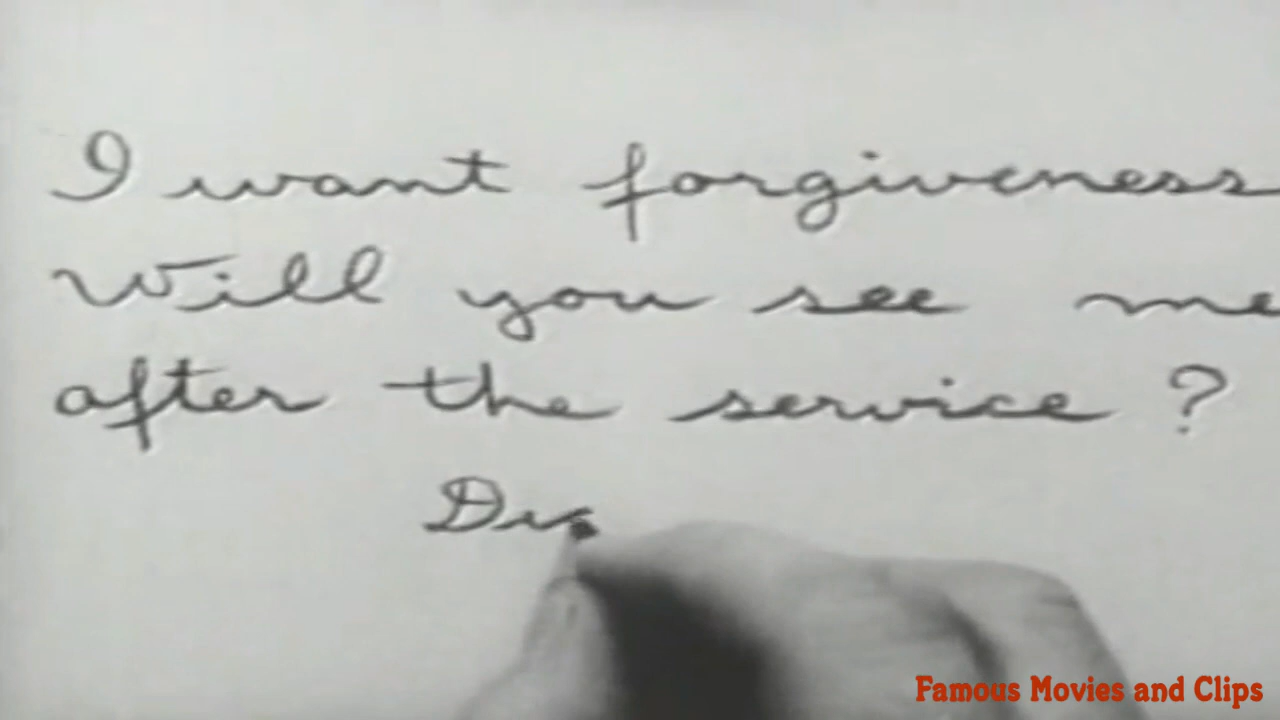 I want forgiveness
Will you see me
after the service ?
Famous Movies and Clips